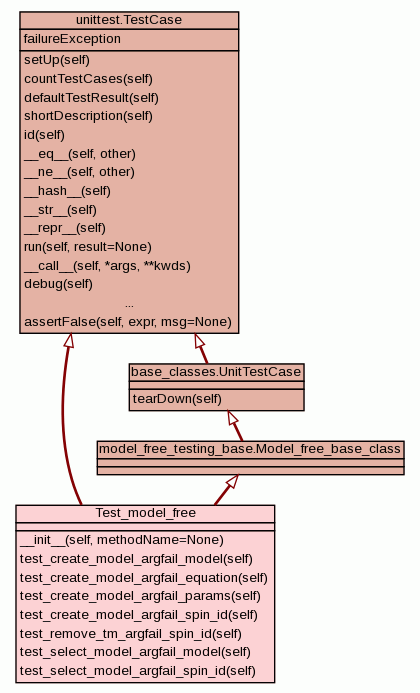 unittest.TestCase
failureException
setUp(self)
countTestCases(self)
defaultTestResult(self)
shortDescription(self)
id(self)
__eq__(self, other)
__ne__(self, other)
__hash__(self)
__str__(self)
__repr__(self)
run(self, result=None)
__call__(self, *args, **kwds)
debug(self)
...
assertFalse(self, expr, msg=None)
base_classes.UnitTestCase
tearDown(self)
model_free_testing_base.Model_free_base_class
Test_model_free
__init__(self, methodName=None)
test_create_model_argfail_model(self)
test_create_model_argfail_equation(self)
test_create_model_argfail_params(self)
test_create_model_argfail_spin_id(self)
test_remove_tm_argfail_spin_id(self)
test_select_model_argfail_model(self)
test_select_model_argfail_spin_id(self)